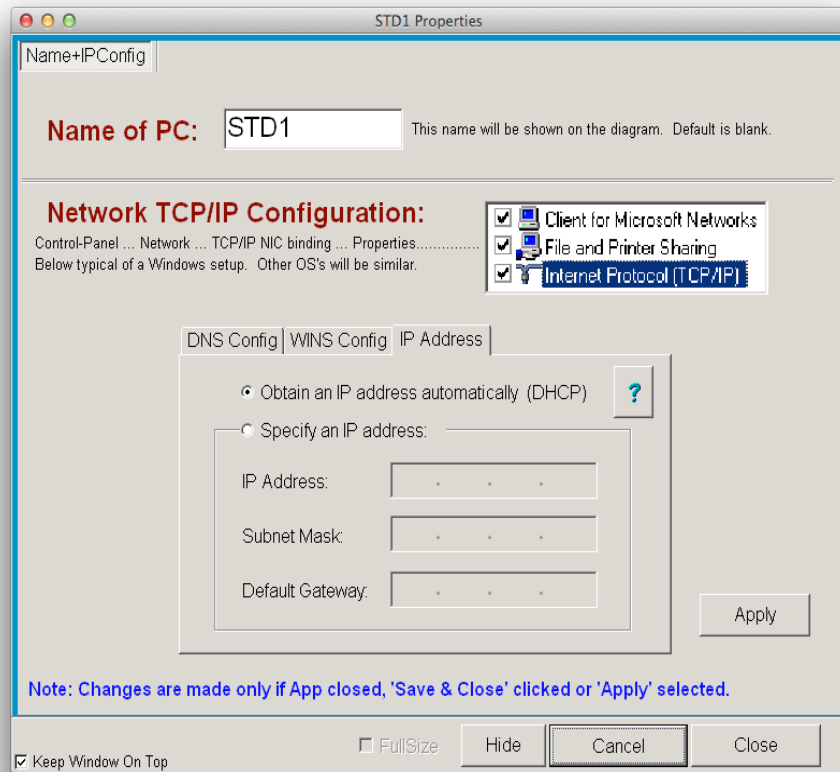 STD1 Properties
Name+IPConfig
Name of PC:
STD1
This name will be shown on the diagram. Default is blank.
Network TCP/IP Configuration:
Control-Panel ... Network ... TCP/IP NIC binding ... Properties................
Below typical of a Windows setup. Other OS's will be similar.
Client for Microsoft Networks
File and Printer Sharing
Internet Protocol (TCP/IP)
DNS Config
WINS Config
IP Address
Obtain an IP address automatically (DHCP)
?
Specify an IP address:
IP Address:
. . .
Subnet Mask:
. . .
Default Gateway:
. . .
Apply
Note: Changes are made only if App closed, 'Save & Close' clicked or 'Apply' selected.
Keep Window On Top
FullSize
Hide
Cancel
Close